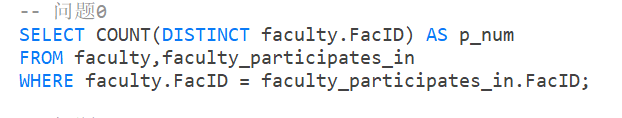 -- 问题0
SELECT COUNT(DISTINCT faculty.FacID) AS p_num
FROM faculty,faculty_participates_in
WHERE faculty.FacID = faculty_participates_in.FacID;